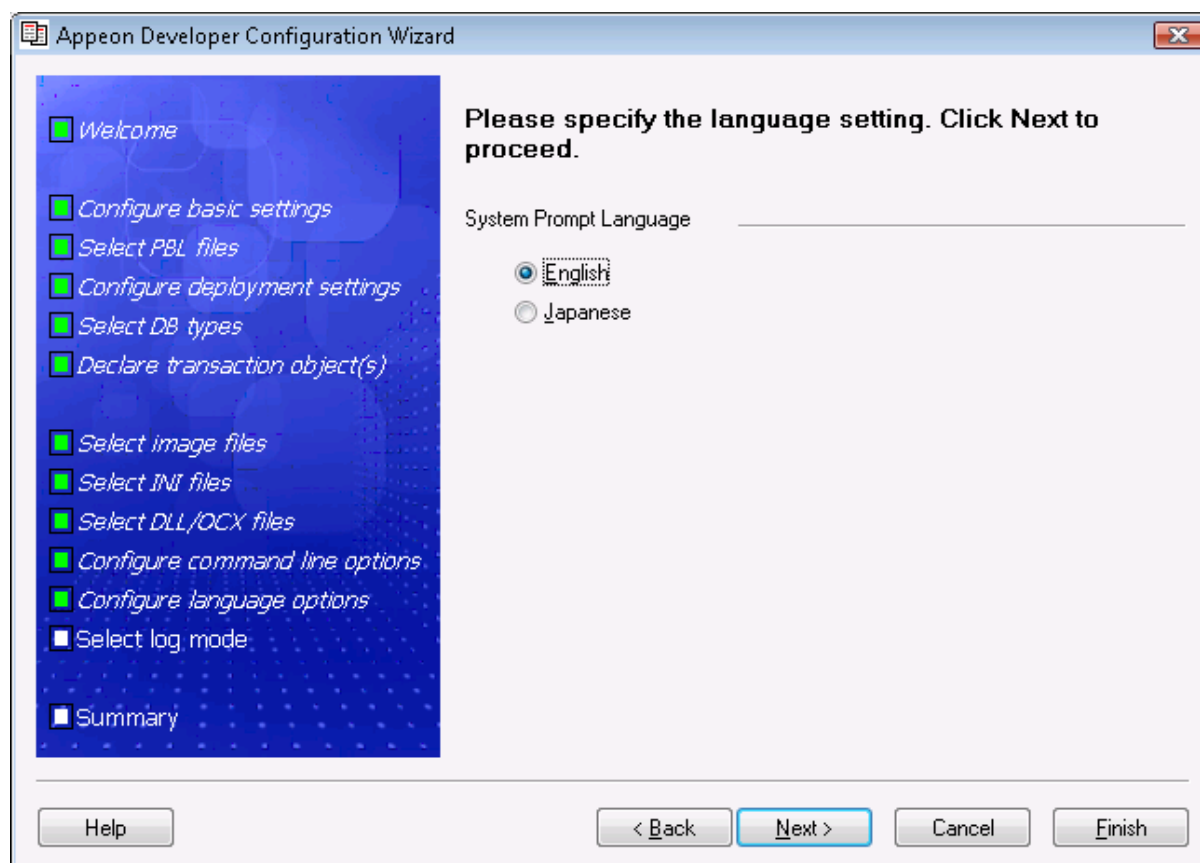 Appeon Developer Configuration Wizard
Welcome
Configure basic settings
Select PBL files
Configure deployment settings
Select DB types
Declare transaction object(s)
Select image files
Select INI files
Select DLL/OCX files
Configure command line options
Configure language options
Select log mode
Summary
Please specify the language setting. Click Next to
proceed.
System Prompt Language
English
Japanese
Help
< Back
Next >
Cancel
Finish